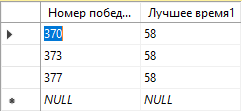 Номер побед... Лучшее время1
370 58
373 58
377 58
NULL NULL